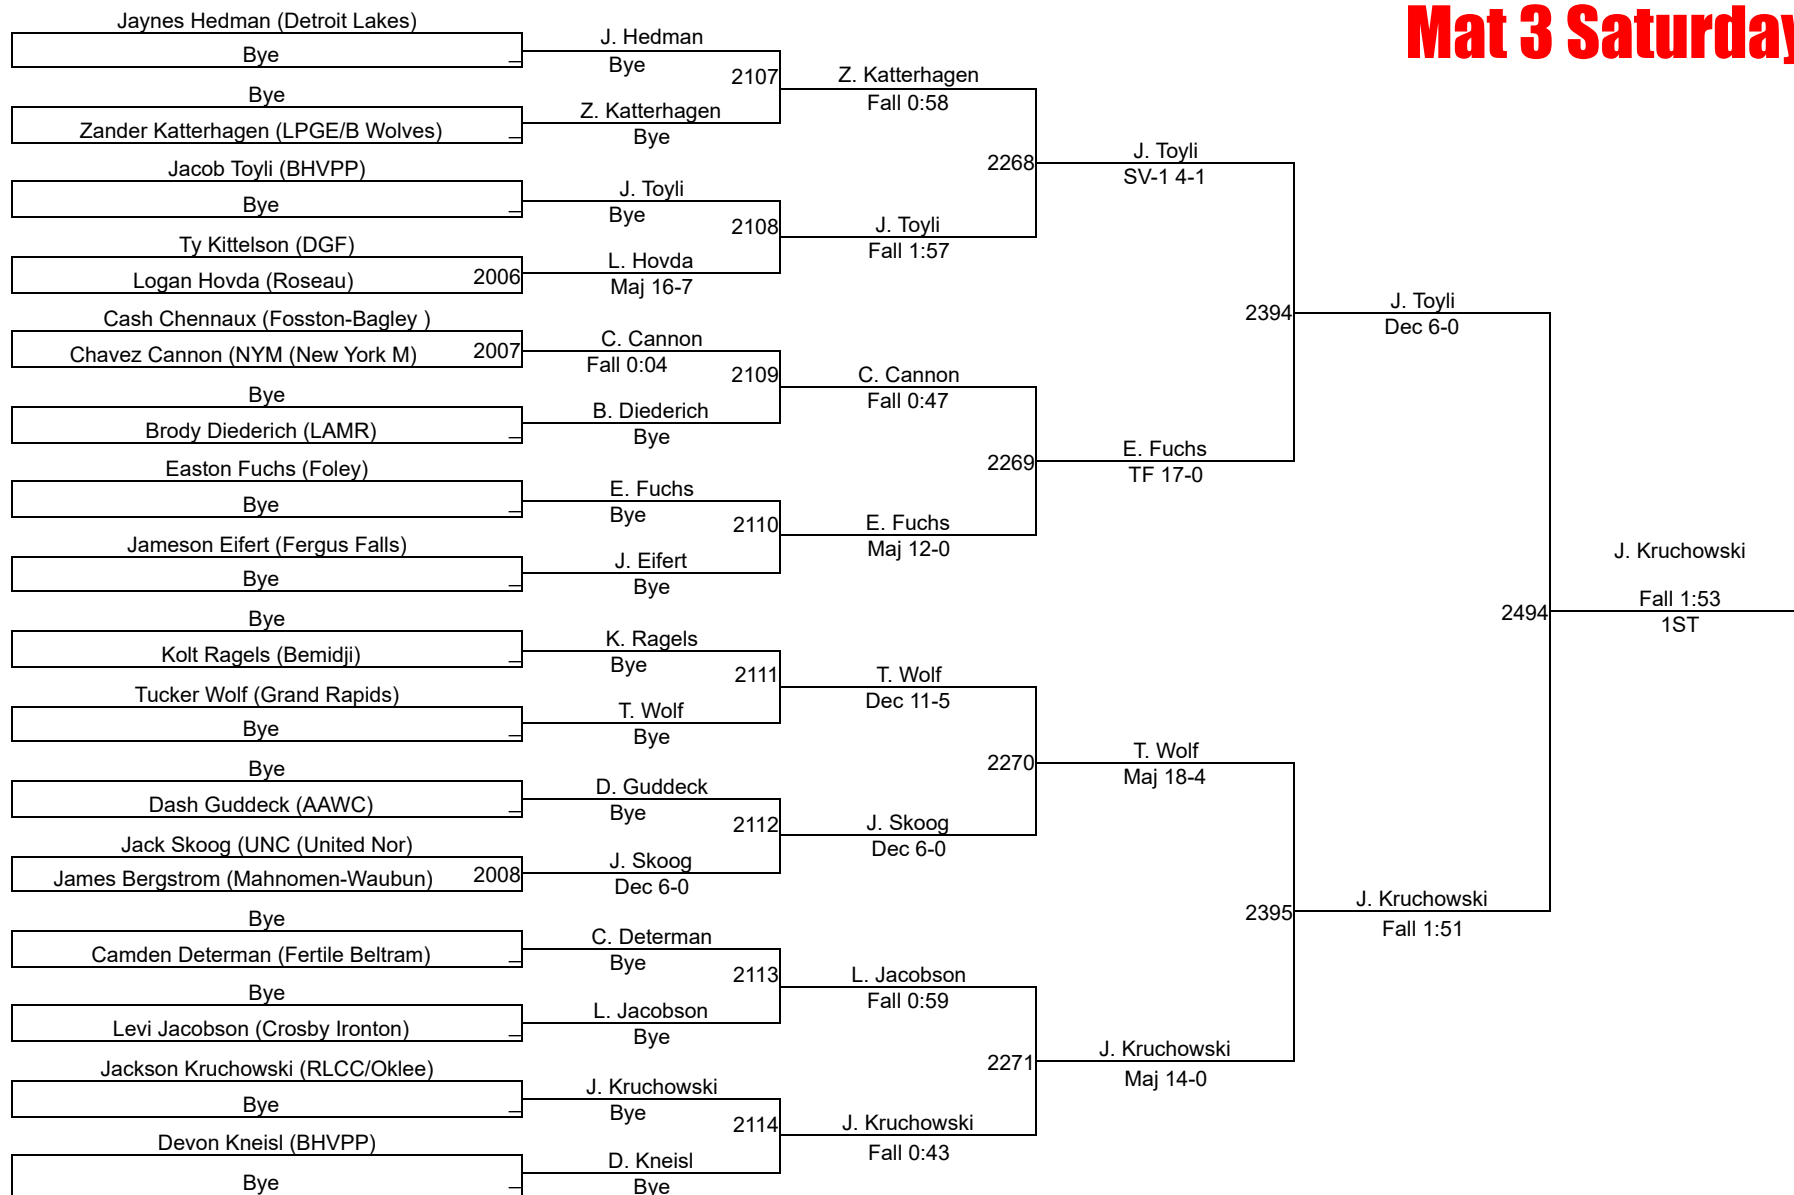 Mat 3 Saturday
Jaynes Hedman (Detroit Lakes)
Bye
Bye
Zander Katterhagen (LPGE/B Wolves)
Jacob Toyli (BHVPP)
Bye
Ty Kittelson (DGF)
Logan Hovda (Roseau) 2006
Cash Chennaux (Fosston-Bagley )
Chavez Cannon (NYM (New York M) 2007
Bye
Brody Diederich (LAMR)
Easton Fuchs (Foley)
Bye
Jameson Eifert (Fergus Falls)
Bye
Bye
Kolt Ragels (Bemidji)
Tucker Wolf (Grand Rapids)
Bye
Bye
Dash Guddeck (AAWC)
Jack Skoog (UNC (United Nor)
James Bergstrom (Mahnomen-Waubun) 2008
Bye
Camden Determan (Fertile Beltram)
Bye
Levi Jacobson (Crosby Ironton)
Jackson Kruchowski (RLCC/Oklee)
Bye
Devon Kneisl (BHVPP)
Bye
J. Hedman
Bye
2107
Z. Katterhagen
Bye
J. Toyli
Bye
2108
L. Hovda
Maj 16-7
C. Cannon
Fall 0:04
2109
B. Diederich
Bye
E. Fuchs
Bye
2110
J. Eifert
Bye
K. Ragels
Bye
2111
T. Wolf
Bye
D. Guddeck
Bye
2112
J. Skoog
Dec 6-0
C. Determan
Bye
2113
L. Jacobson
Bye
J. Kruchowski
Bye
2114
D. Kneisl
Bye
Z. Katterhagen
Fall 0:58
2268
J. Toyli
Fall 1:57
C. Cannon
Fall 0:47
2269
E. Fuchs
Maj 12-0
T. Wolf
Dec 11-5
2270
J. Skoog
Dec 6-0
L. Jacobson
Fall 0:59
2271
J. Kruchowski
Fall 0:43
J. Toyli
SV-1 4-1
2394
E. Fuchs
TF 17-0
T. Wolf
Maj 18-4
2395
J. Kruchowski
Maj 14-0
J. Toyli
Dec 6-0
2494
J. Kruchowski
Fall 1:51
J. Kruchowski
Fall 1:53
1ST